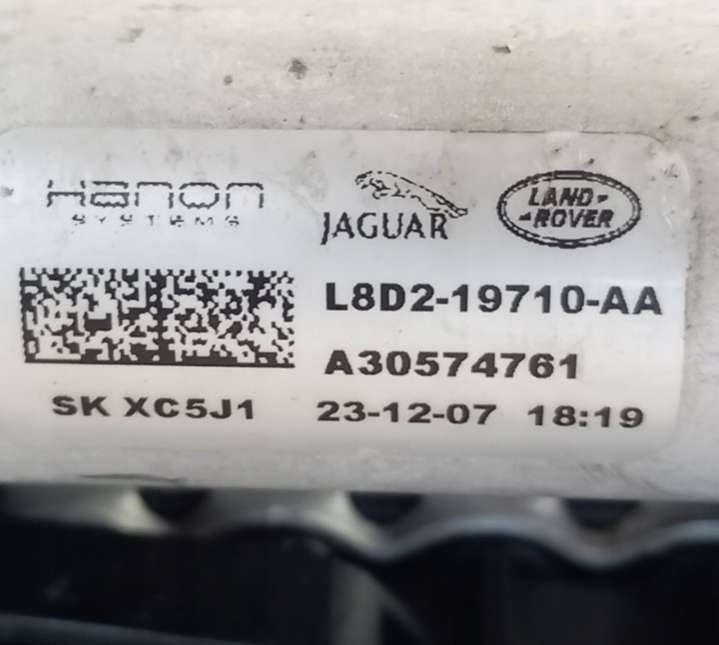 Hanon
SYSTEMS
JAGUAR
LAND-
-ROVER
L8D2-19710-AA
A30574761
SK XC5J1 23-12-07 18:19